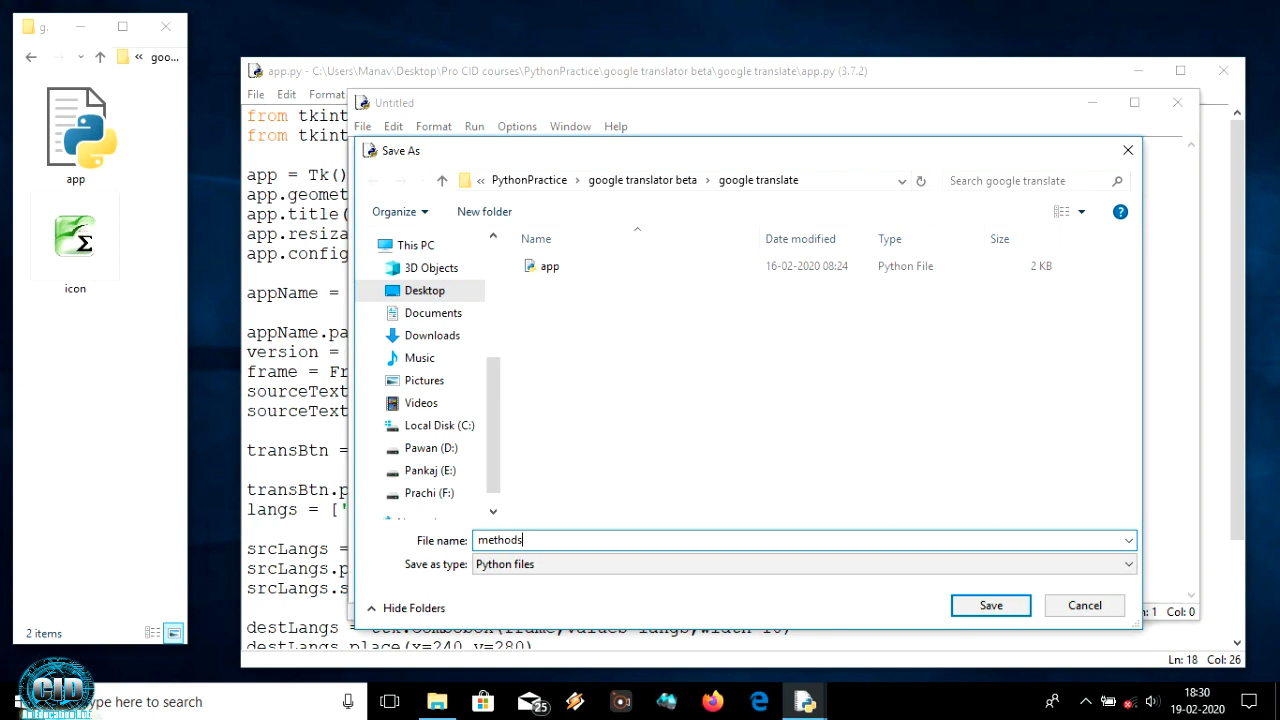 g.
goo...
app
icon
2 items
app.py - C:\Users\Manav\Desktop\Pro CID courses\PythonPractice\google translator beta\google translate\app.py (3.7.2)
File Edit Format
from tkint
from tkint
app = Tk()
app.geomet
app.title(
app.resiza
app.config
appName =
appName.pa
version =
frame = Fr
sourceText
sourceText
transBtn =
transBtn.p
langs = ['
srcLangs =
srcLangs.p
srcLangs.s
destLangs =
destLangs.place(x=240,y=280)
Ln: 18 Col: 26
Untitled
File Edit Format Run Options Window Help
Ln: 1 Col: 0
Save As
« PythonPractice › google translator beta › google translate
Search google translate
Organize New folder
This PC
3D Objects
Desktop
Documents
Downloads
Music
Pictures
Videos
Local Disk (C:)
Pawan (D:)
Pankaj (E:)
Prachi (F:)
Name Date modified Type Size
app 16-02-2020 08:24 Python File 2 KB
File name: methods
Save as type: Python files
Hide Folders
Save Cancel
CID
ype here to search
25
18:30
19-02-2020